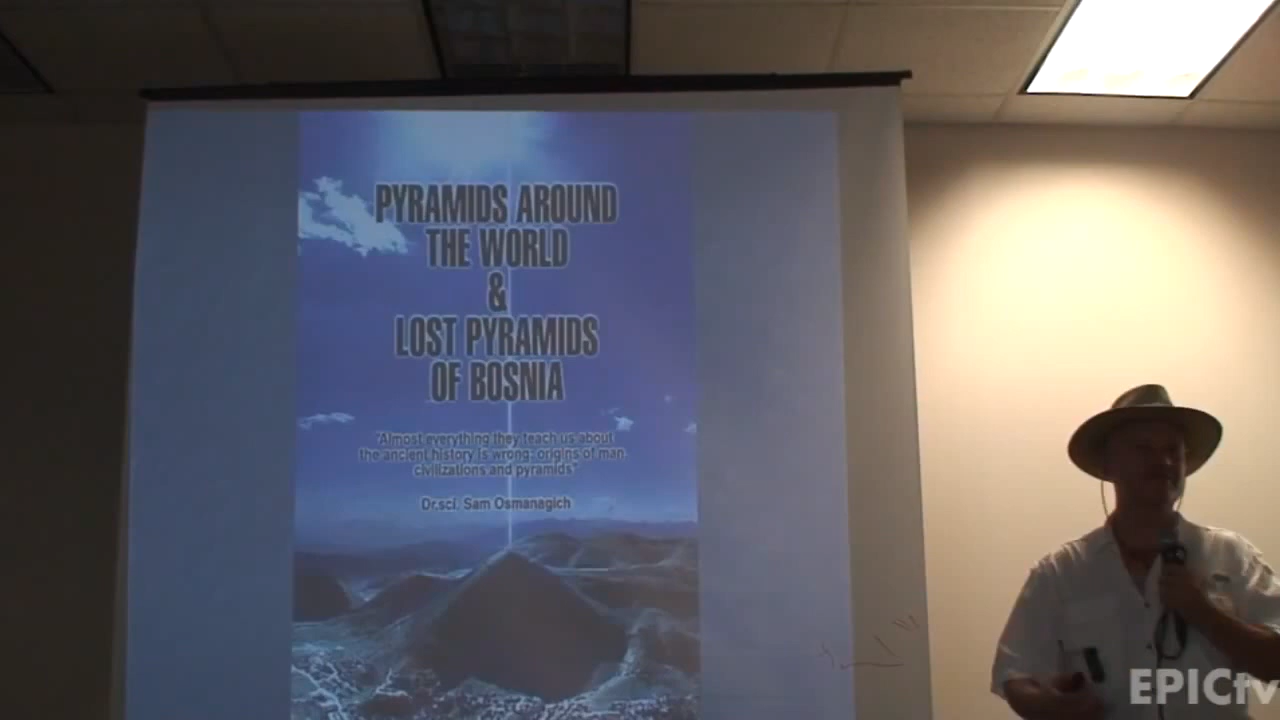 PYRAMIDS AROUND
THE WORLD
&
LOST PYRAMIDS
OF BOSNIA
"Almost everything they teach us about
the ancient history is wrong: origins of man,
civilizations and pyramids"
Dr.sci. Sam Osmanagich
EPICtv